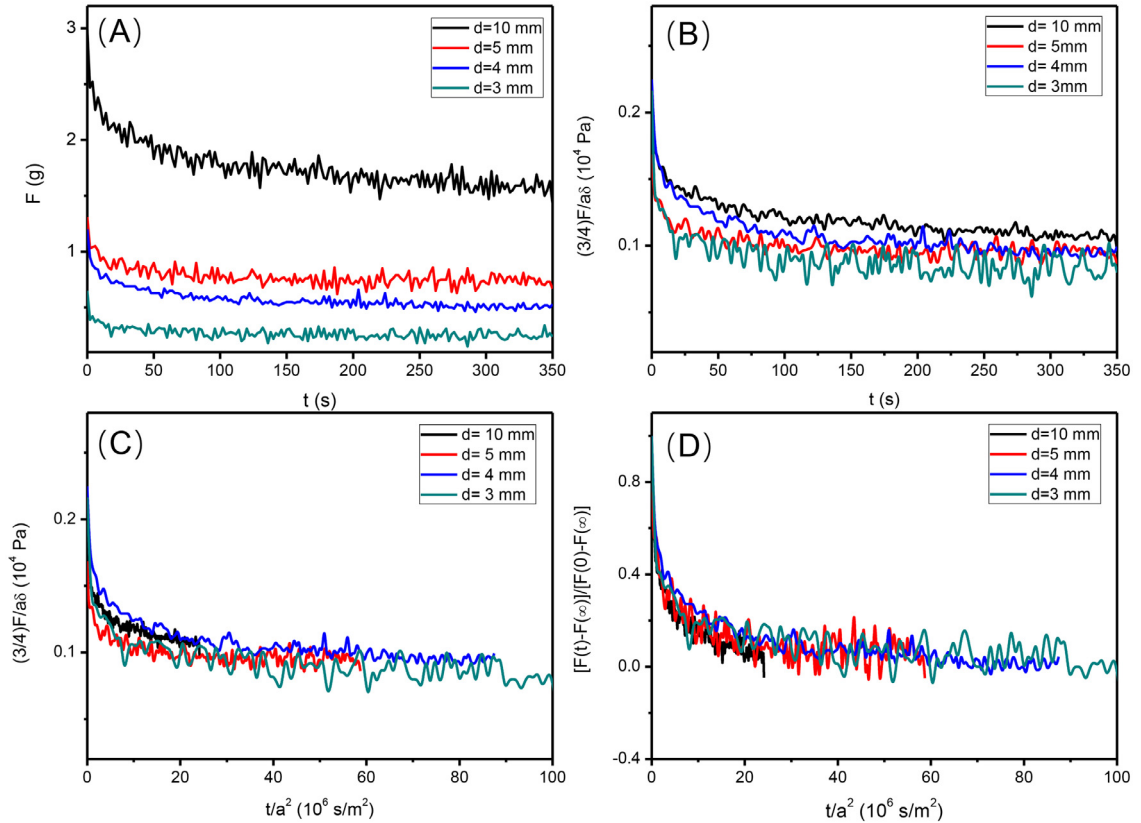 (A)
d=10 mm
d=5 mm
d=4 mm
d=3 mm
3
2
1
F (g)
0 50 100 150 200 250 300 350
t (s)
(B)
d= 10 mm
d= 5mm
d= 4mm
d= 3mm
0.2
0.1
(3/4)F/aδ (10⁴ Pa)
0 50 100 150 200 250 300 350
t (s)
(C)
d= 10 mm
d= 5 mm
d= 4 mm
d= 3 mm
0.2
0.1
(3/4)F/aδ (10⁴ Pa)
0 20 40 60 80 100
t/a² (10⁶ s/m²)
(D)
d=10 mm
d=5 mm
d=4 mm
d=3 mm
0.8
0.4
0.0
-0.4
[F(t)-F(∞)]/[F(0)-F(∞)]
0 20 40 60 80 100
t/a² (10⁶ s/m²)